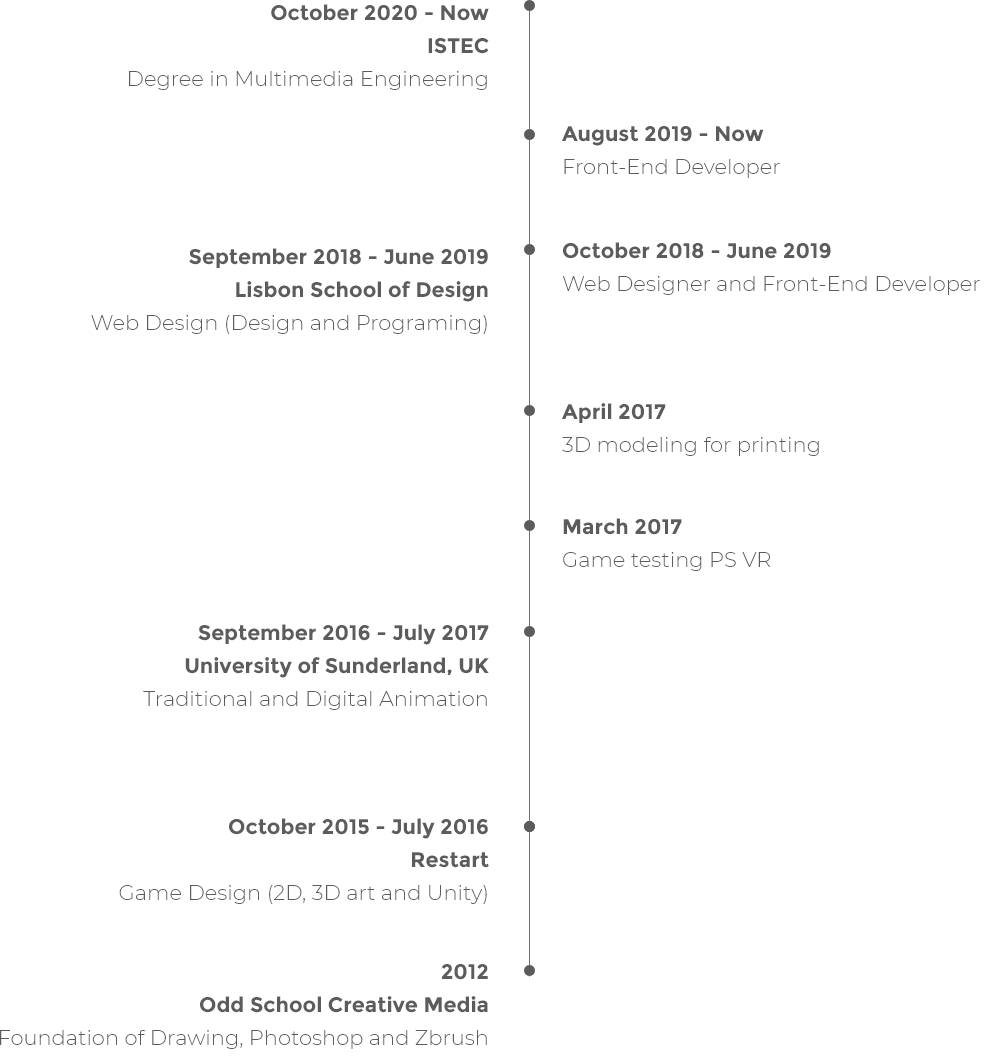 October 2020 - Now
ISTEC
Degree in Multimedia Engineering
August 2019 - Now
Front-End Developer
September 2018 - June 2019
Lisbon School of Design
Web Design (Design and Programing)
October 2018 - June 2019
Web Designer and Front-End Developer
April 2017
3D modeling for printing
March 2017
Game testing PS VR
September 2016 - July 2017
University of Sunderland, UK
Traditional and Digital Animation
October 2015 - July 2016
Restart
Game Design (2D, 3D art and Unity)
2012
Odd School Creative Media
Foundation of Drawing, Photoshop and Zbrush